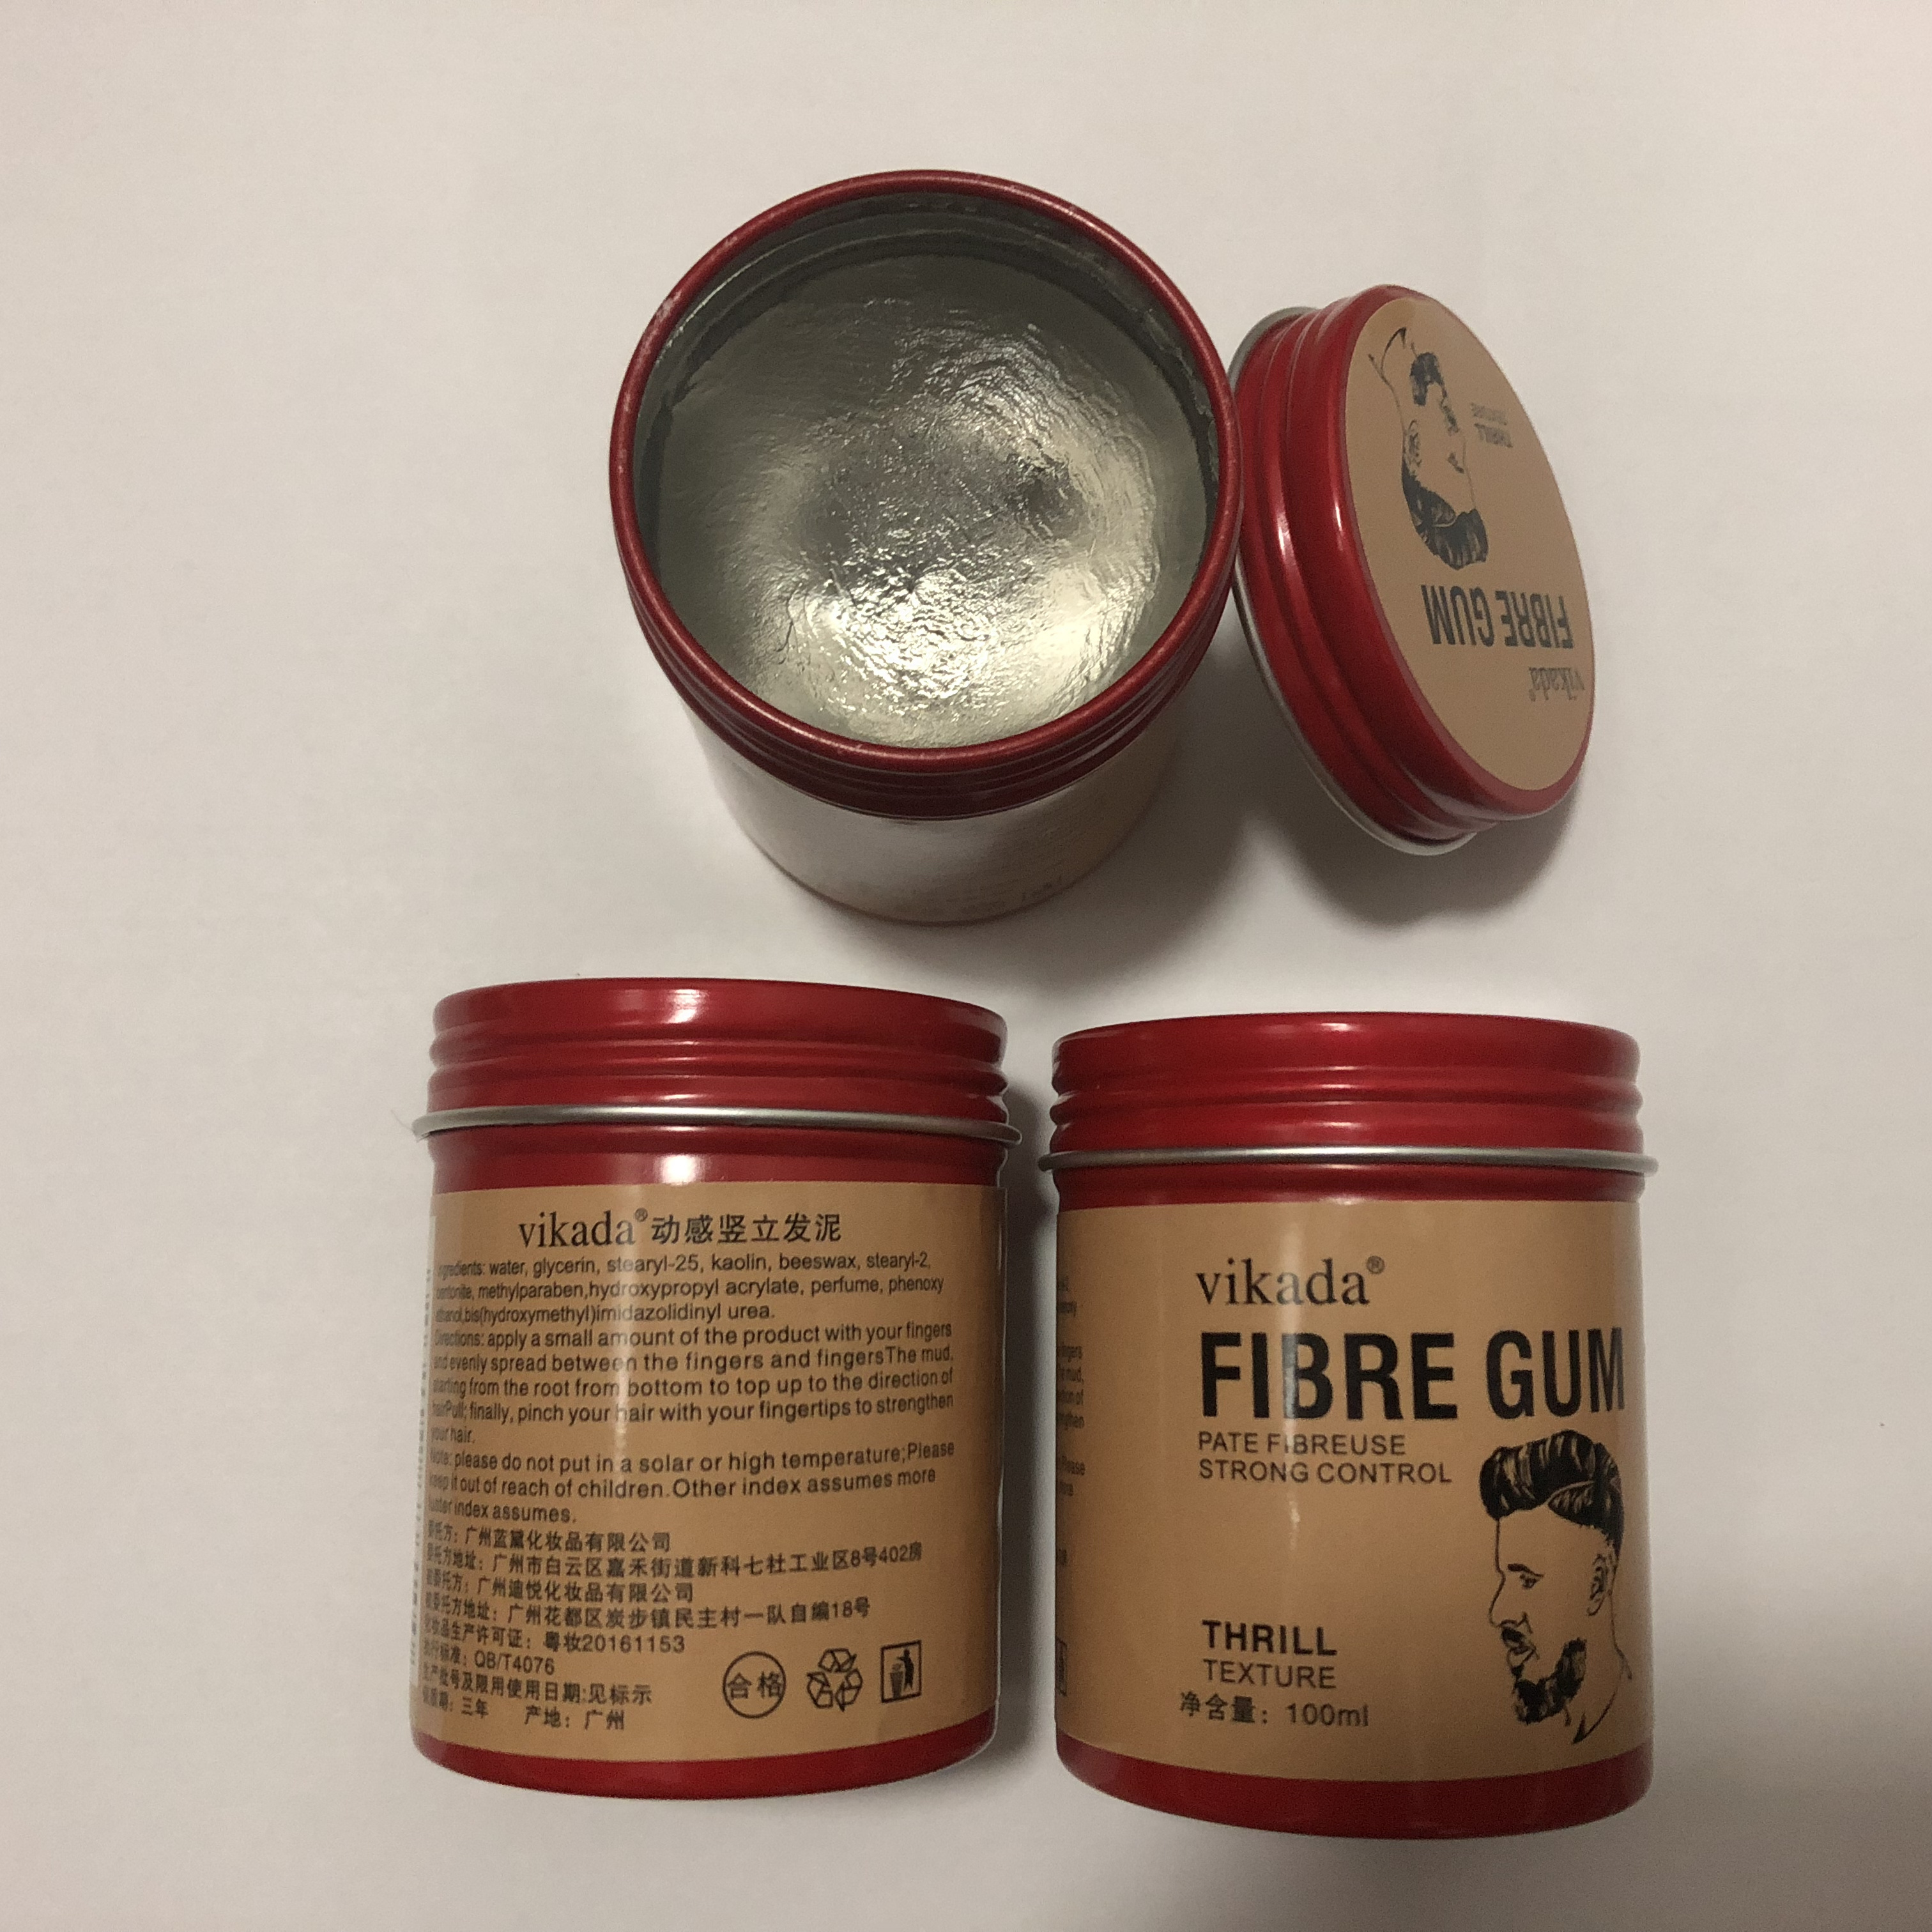 THRILL
TEXTURE
FIBRE GUM
vikada®
vikada®动感竖立发泥
Ingredients: water, glycerin, stearyl-25, kaolin, beeswax, stearyl-2,
bentonite, methylparaben,hydroxypropyl acrylate, perfume, phenoxy
ethanol,bis(hydroxymethyl)imidazolidinyl urea.
Directions: apply a small amount of the product with your fingers
and evenly spread between the fingers and fingersThe mud,
starting from the root from bottom to top up to the direction of
hairPull; finally, pinch your hair with your fingertips to strengthen
your hair.
Note: please do not put in a solar or high temperature;Please
keep it out of reach of children.Other index assumes more
under index assumes.
委托方：广州蓝黛化妆品有限公司
委托方地址：广州市白云区嘉禾街道新科七社工业区8号402房
被委托方：广州迪悦化妆品有限公司
被委托方地址：广州花都区炭步镇民主村一队自编18号
化妆品生产许可证：粤妆20161153
执行标准：QB/T4076
生产批号及限用使用日期:见标示
保质期：三年 产地：广州
合格
vikada®
FIBRE GUM
PATE FIBREUSE
STRONG CONTROL
THRILL
TEXTURE
净含量：100ml